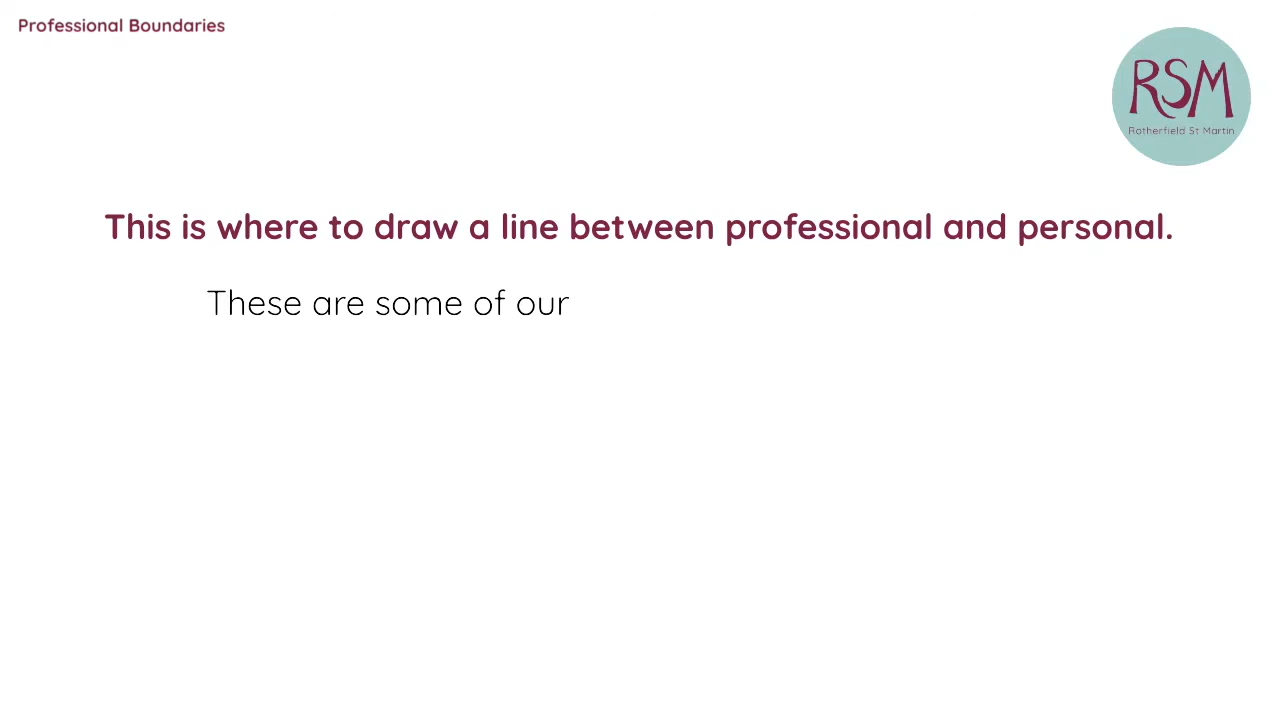 Professional Boundaries
RSM
Rotherfield St Martin
This is where to draw a line between professional and personal.
These are some of our